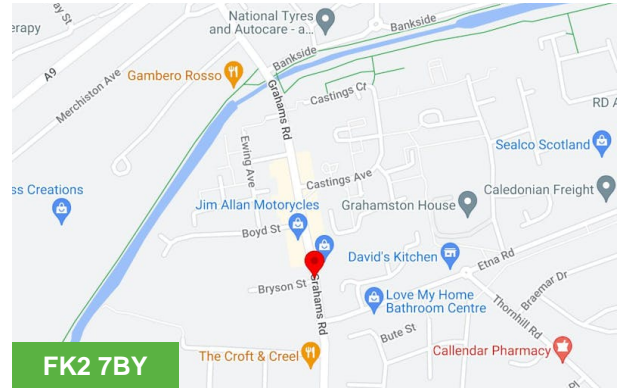 ay St
National Tyres
and Autocare - a...
Bankside
erapy
A9
Bankside
Merchiston Ave
Gambero Rosso
Grahams Rd
Castings Ct
RD A
Ewing Ave
Sealco Scotland
Castings Ave
ss Creations
Caledonian Freight
Jim Allan Motorycles
Grahamston House
Boyd St
David's Kitchen
Etna Rd
Bryson St
Grahams Rd
Love My Home
Bathroom Centre
Thornhill Rd
Braemar Dr
Bute St
The Croft & Creel
Callendar Pharmacy
FK2 7BY